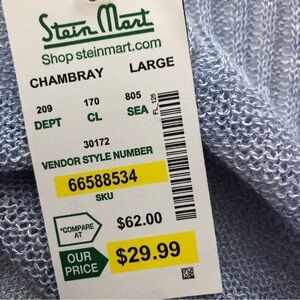 Stein Mart
Shop steinmart.com
CHAMBRAY LARGE
209 170 805
DEPT CL SEA
FL_125
30172
VENDOR STYLE NUMBER
66588534
SKU
*COMPARE AT $62.00
OUR PRICE $29.99